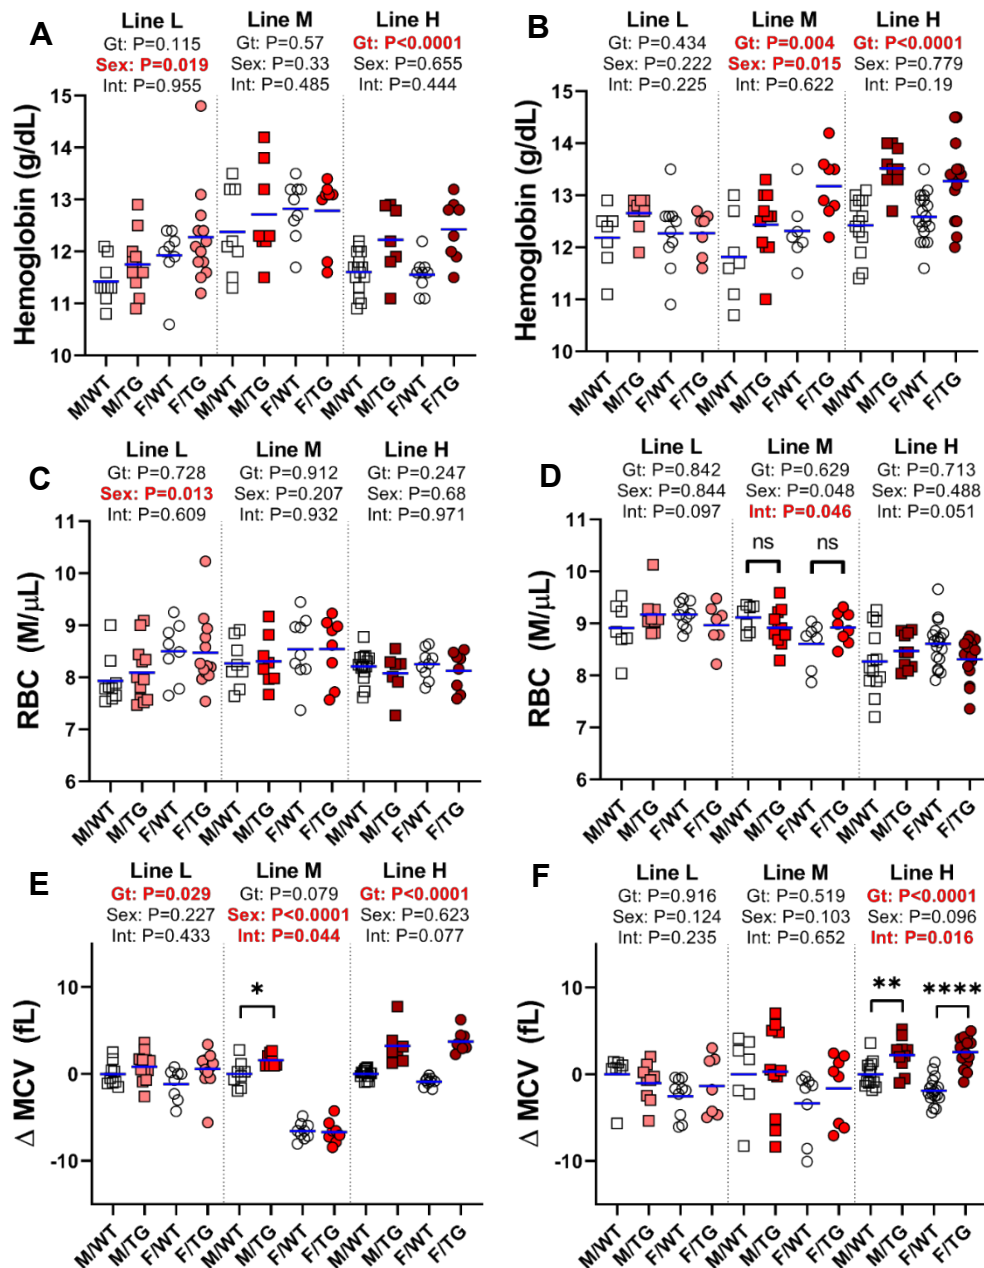 A
Line L
Line M
Line H
Gt: P=0.115
Gt: P=0.57
Gt: P<0.0001
Sex: P=0.019
Sex: P=0.33
Sex: P=0.655
Int: P=0.955
Int: P=0.485
Int: P=0.444
Hemoglobin (g/dL)
15
14
13
12
11
10
M/WT
M/TG
F/WT
F/TG
M/WT
M/TG
F/WT
F/TG
M/WT
M/TG
F/WT
F/TG
B
Line L
Line M
Line H
Gt: P=0.434
Gt: P=0.004
Gt: P<0.0001
Sex: P=0.222
Sex: P=0.015
Sex: P=0.779
Int: P=0.225
Int: P=0.622
Int: P=0.19
Hemoglobin (g/dL)
15
14
13
12
11
10
M/WT
M/TG
F/WT
F/TG
M/WT
M/TG
F/WT
F/TG
M/WT
M/TG
F/WT
F/TG
C
Line L
Line M
Line H
Gt: P=0.728
Gt: P=0.912
Gt: P=0.247
Sex: P=0.013
Sex: P=0.207
Sex: P=0.68
Int: P=0.609
Int: P=0.932
Int: P=0.971
RBC (M/μL)
11
10
9
8
7
6
M/WT
M/TG
F/WT
F/TG
M/WT
M/TG
F/WT
F/TG
M/WT
M/TG
F/WT
F/TG
D
Line L
Line M
Line H
Gt: P=0.842
Gt: P=0.629
Gt: P=0.713
Sex: P=0.844
Sex: P=0.048
Sex: P=0.488
Int: P=0.097
Int: P=0.046
Int: P=0.051
ns
ns
RBC (M/μL)
11
10
9
8
7
6
M/WT
M/TG
F/WT
F/TG
M/WT
M/TG
F/WT
F/TG
M/WT
M/TG
F/WT
F/TG
E
Line L
Line M
Line H
Gt: P=0.029
Gt: P=0.079
Gt: P<0.0001
Sex: P=0.227
Sex: P<0.0001
Sex: P=0.623
Int: P=0.433
Int: P=0.044
Int: P=0.077
*
Δ MCV (fL)
10
0
-10
M/WT
M/TG
F/WT
F/TG
M/WT
M/TG
F/WT
F/TG
M/WT
M/TG
F/WT
F/TG
F
Line L
Line M
Line H
Gt: P=0.916
Gt: P=0.519
Gt: P<0.0001
Sex: P=0.124
Sex: P=0.103
Sex: P=0.096
Int: P=0.235
Int: P=0.652
Int: P=0.016
**
****
Δ MCV (fL)
10
0
-10
M/WT
M/TG
F/WT
F/TG
M/WT
M/TG
F/WT
F/TG
M/WT
M/TG
F/WT
F/TG